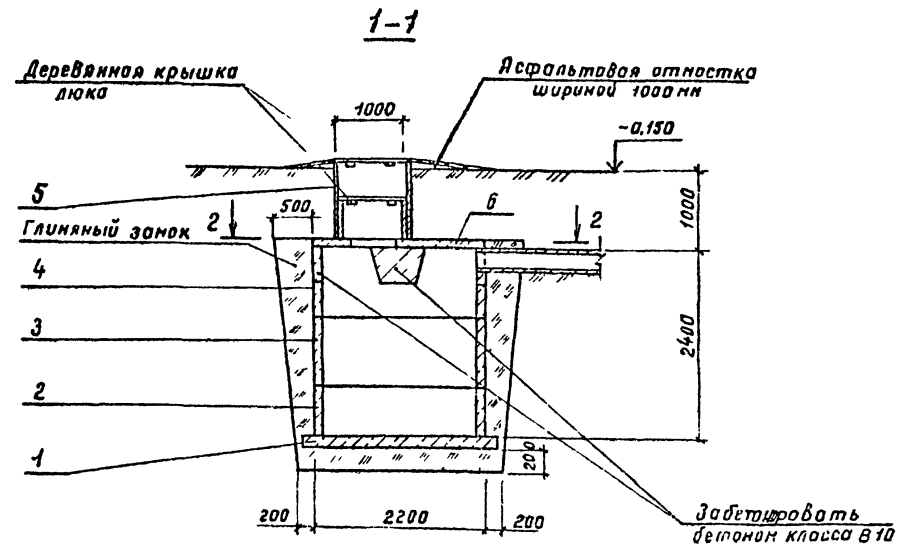 1-1
Деревянная крышка
люка
Асфальтовая отмостка
шириной 1000 мм
1000
-0,150
5
500
2
6
2
1000
Глиняный замок
4
3
2400
2
1
200
200
2200
200
Забетонировать
бетоном класса В10